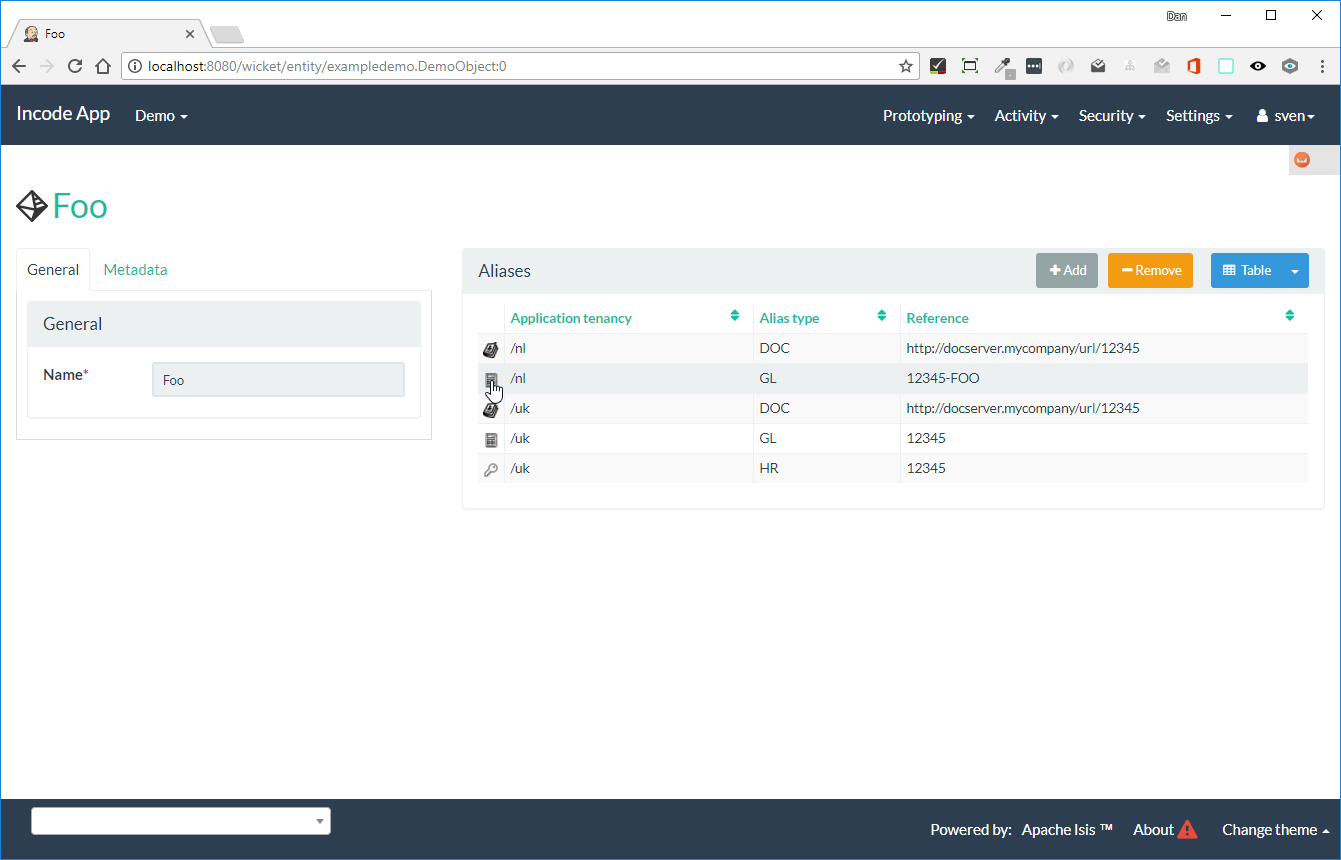 Dan
Foo
localhost:8080/wicket/entity/exampledemo.DemoObject:0
Incode App Demo Prototyping Activity Security Settings sven
Foo
General Metadata
General
Name* Foo
Aliases Add Remove Table
Application tenancy Alias type Reference
/nl DOC http://docserver.mycompany/url/12345
/nl GL 12345-FOO
/uk DOC http://docserver.mycompany/url/12345
/uk GL 12345
/uk HR 12345
Powered by: Apache Isis ™ About Change theme